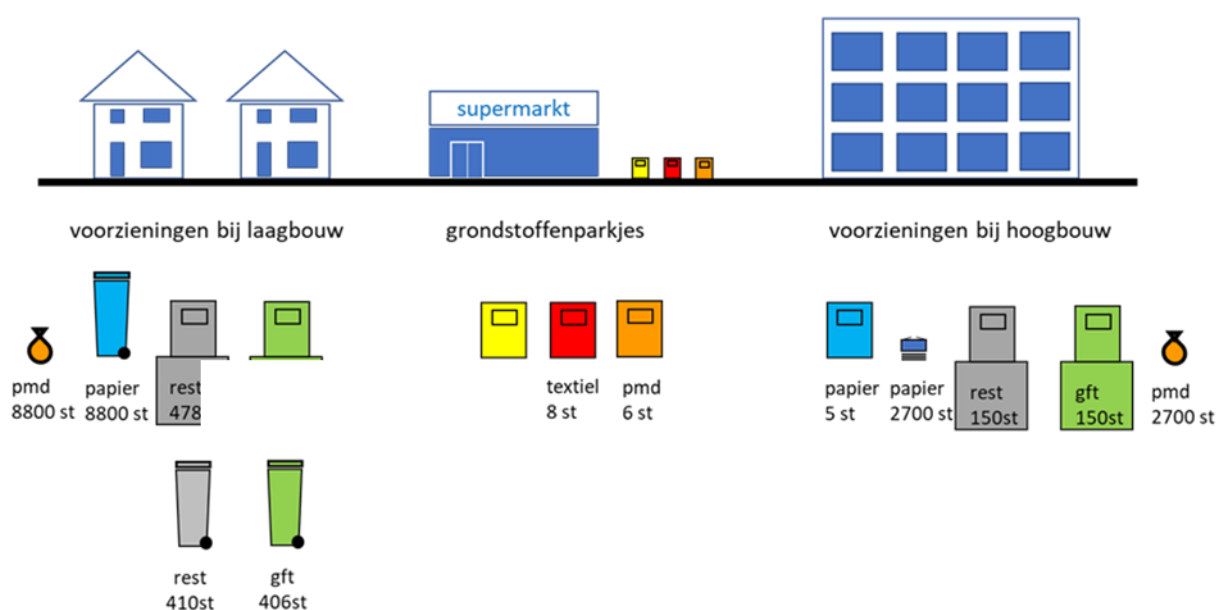 supermarkt
voorzieningen bij laagbouw
grondstoffenparkjes
voorzieningen bij hoogbouw
pmd
8800 st
papier
8800 st
rest
478
textiel
8 st
pmd
6 st
papier
5 st
papier
2700 st
rest
150st
gft
150st
pmd
2700 st
rest
410st
gft
406st